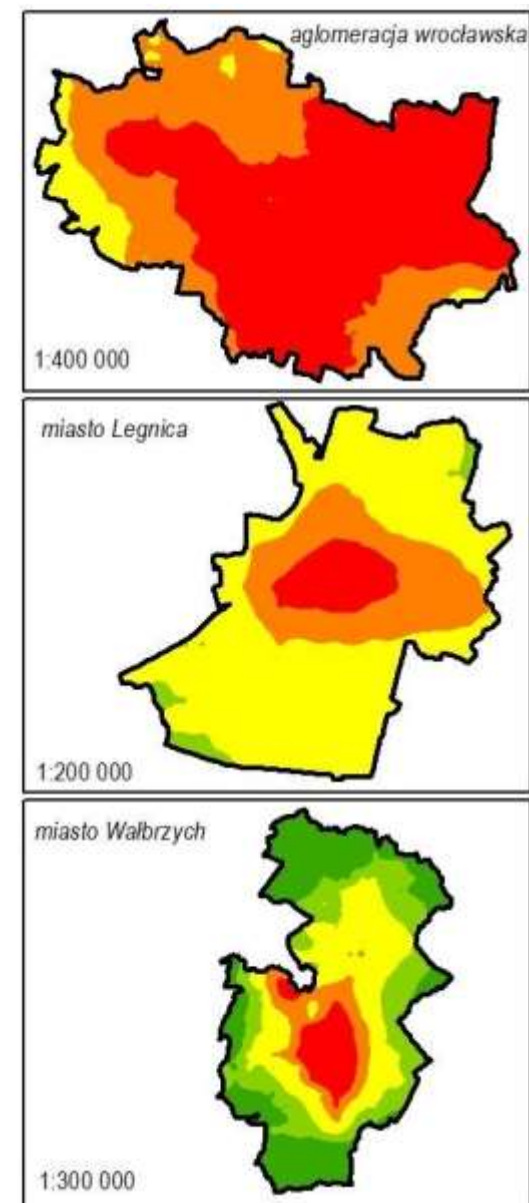 aglomeracja wrocławska
1:400 000
miasto Legnica
1:200 000
miasto Wałbrzych
1:300 000